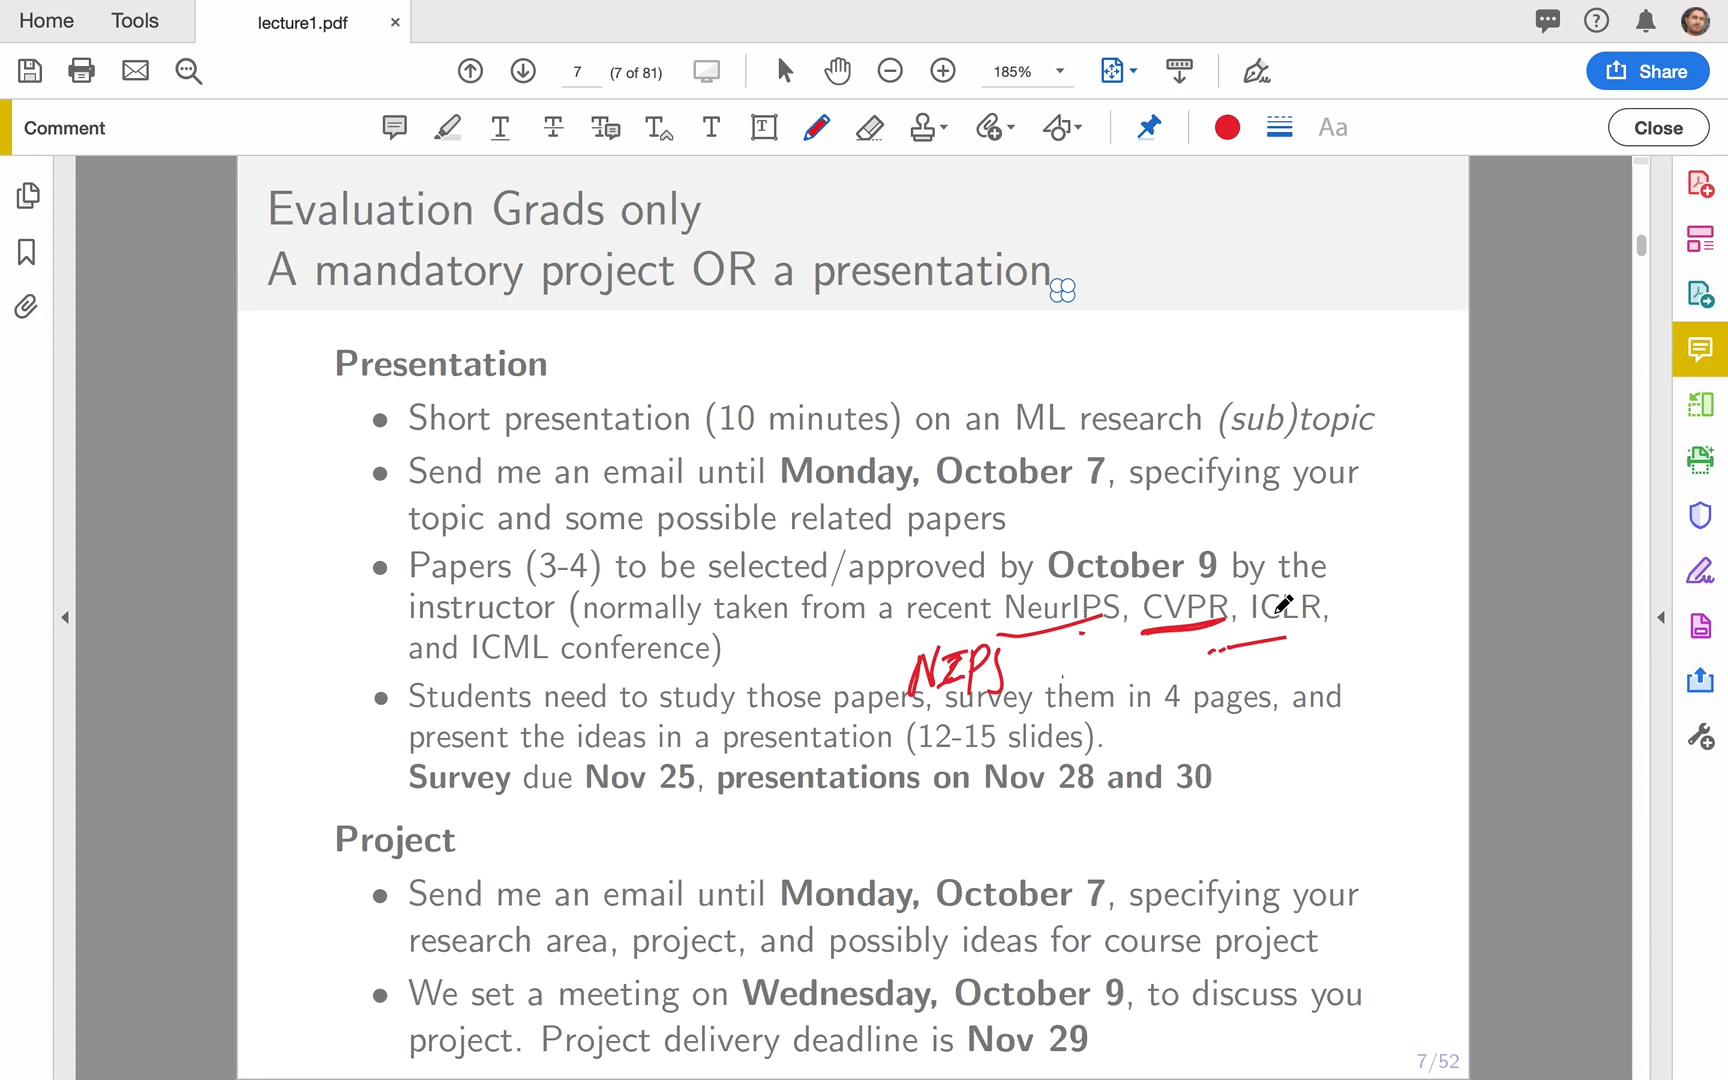 Home Tools lecture1.pdf ×
7 (7 of 81) 185% Share
Comment Aa Close
Evaluation Grads only
A mandatory project OR a presentation
Presentation
• Short presentation (10 minutes) on an ML research (sub)topic
• Send me an email until Monday, October 7, specifying your
topic and some possible related papers
• Papers (3-4) to be selected/approved by October 9 by the
instructor (normally taken from a recent NeurIPS, CVPR, ICLR,
and ICML conference)
NIPS
• Students need to study those papers, survey them in 4 pages, and
present the ideas in a presentation (12-15 slides).
Survey due Nov 25, presentations on Nov 28 and 30
Project
• Send me an email until Monday, October 7, specifying your
research area, project, and possibly ideas for course project
• We set a meeting on Wednesday, October 9, to discuss you
project. Project delivery deadline is Nov 29
7/52